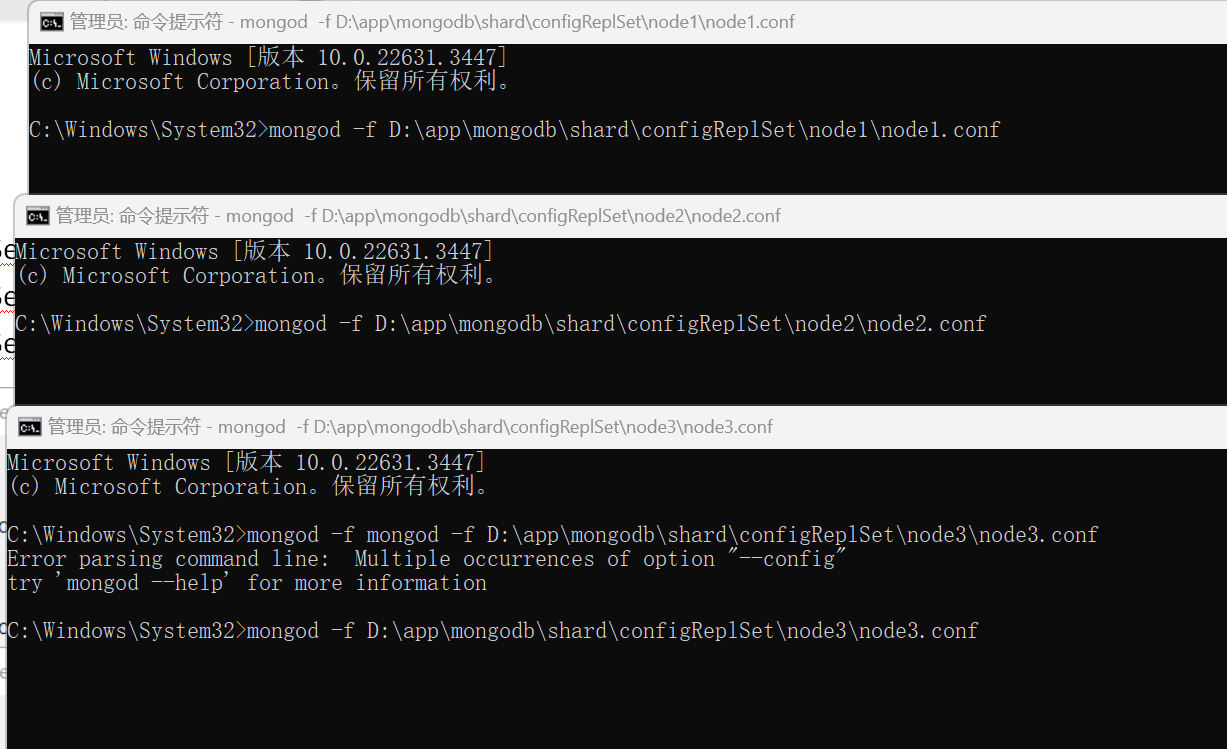 管理员: 命令提示符 - mongod  -f D:\app\mongodb\shard\configReplSet\node1\node1.conf
Microsoft Windows [版本 10.0.22631.3447]
(c) Microsoft Corporation。保留所有权利。
C:\Windows\System32>mongod -f D:\app\mongodb\shard\configReplSet\node1\node1.conf
管理员: 命令提示符 - mongod  -f D:\app\mongodb\shard\configReplSet\node2\node2.conf
Microsoft Windows [版本 10.0.22631.3447]
(c) Microsoft Corporation。保留所有权利。
C:\Windows\System32>mongod -f D:\app\mongodb\shard\configReplSet\node2\node2.conf
管理员: 命令提示符 - mongod  -f D:\app\mongodb\shard\configReplSet\node3\node3.conf
Microsoft Windows [版本 10.0.22631.3447]
(c) Microsoft Corporation。保留所有权利。
C:\Windows\System32>mongod -f mongod -f D:\app\mongodb\shard\configReplSet\node3\node3.conf
Error parsing command line:  Multiple occurrences of option "--config"
try 'mongod --help' for more information
C:\Windows\System32>mongod -f D:\app\mongodb\shard\configReplSet\node3\node3.conf